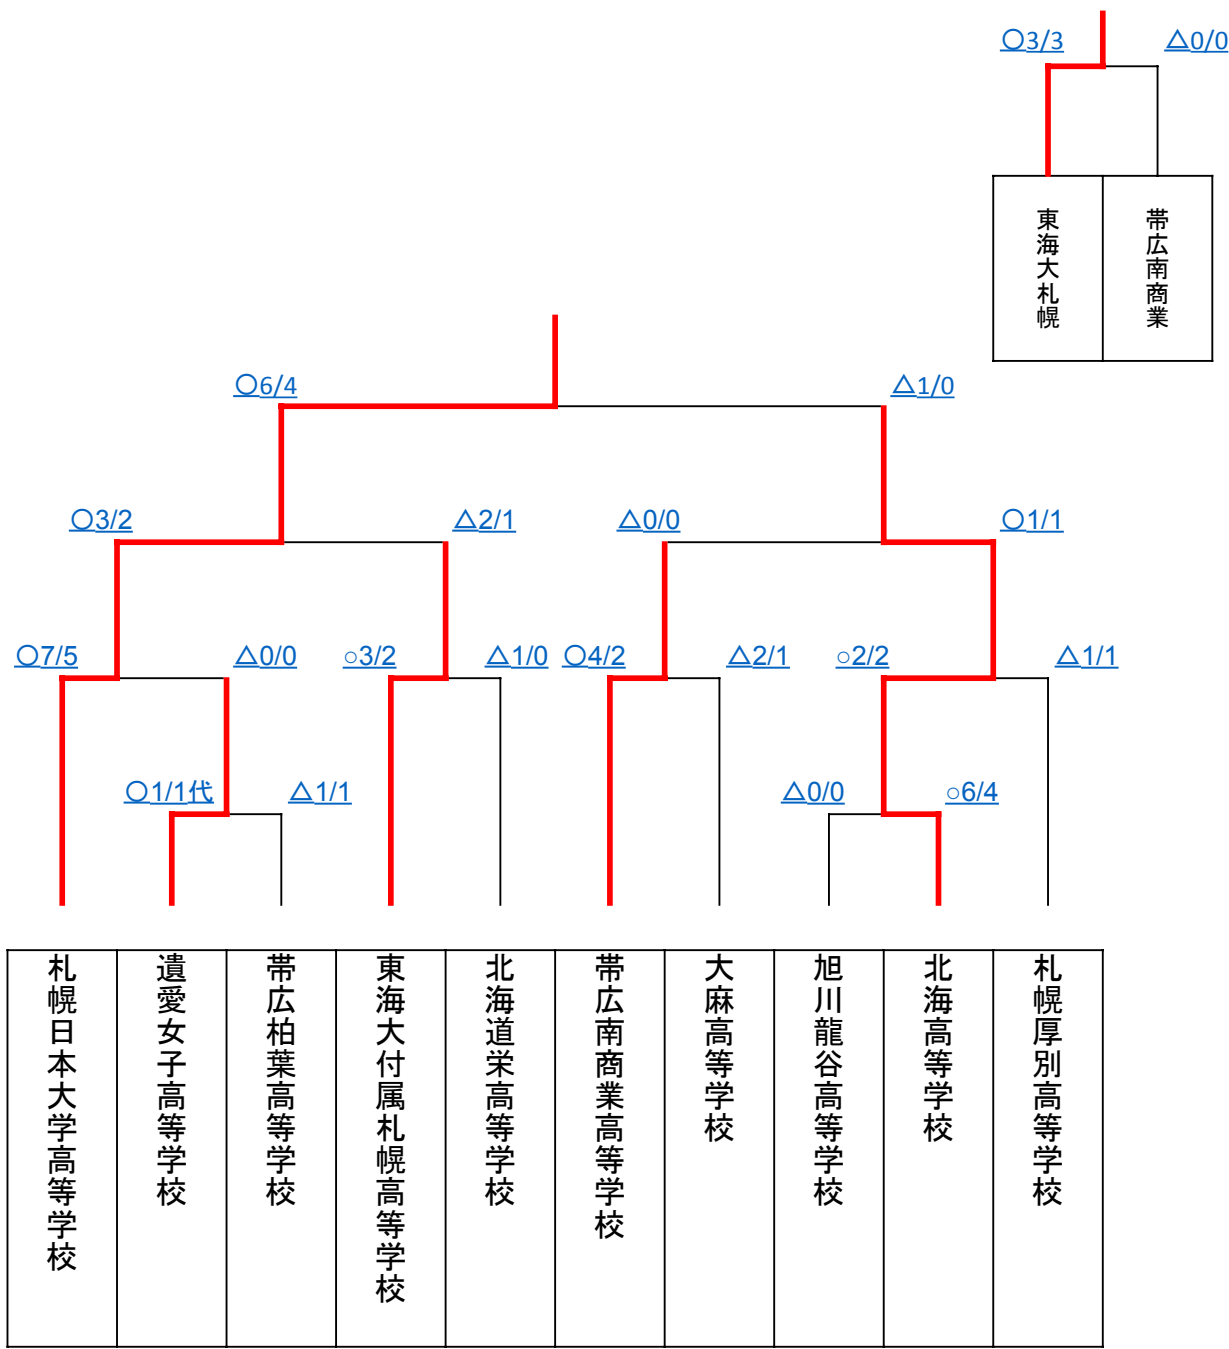 ○3/3
△0/0
東海大札幌
帯広南商業
○6/4
△1/0
○3/2
△2/1
△0/0
○1/1
○7/5
△0/0
○3/2
△1/0
○4/2
△2/1
○2/2
△1/1
○1/1代
△1/1
△0/0
○6/4
札幌日本大学高等学校
遺愛女子高等学校
帯広柏葉高等学校
東海大付属札幌高等学校
北海道栄高等学校
帯広南商業高等学校
大麻高等学校
旭川龍谷高等学校
北海高等学校
札幌厚別高等学校